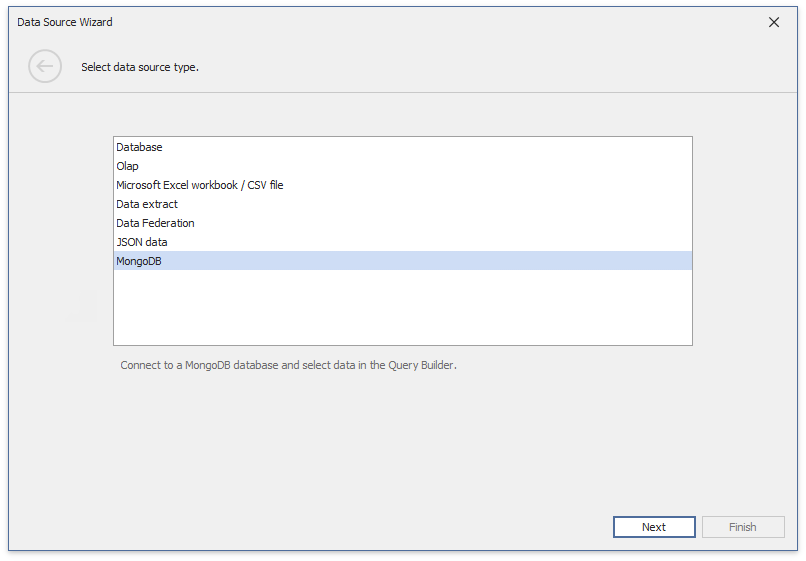 Data Source Wizard
Select data source type.
Database
Olap
Microsoft Excel workbook / CSV file
Data extract
Data Federation
JSON data
MongoDB
Connect to a MongoDB database and select data in the Query Builder.
Next
Finish